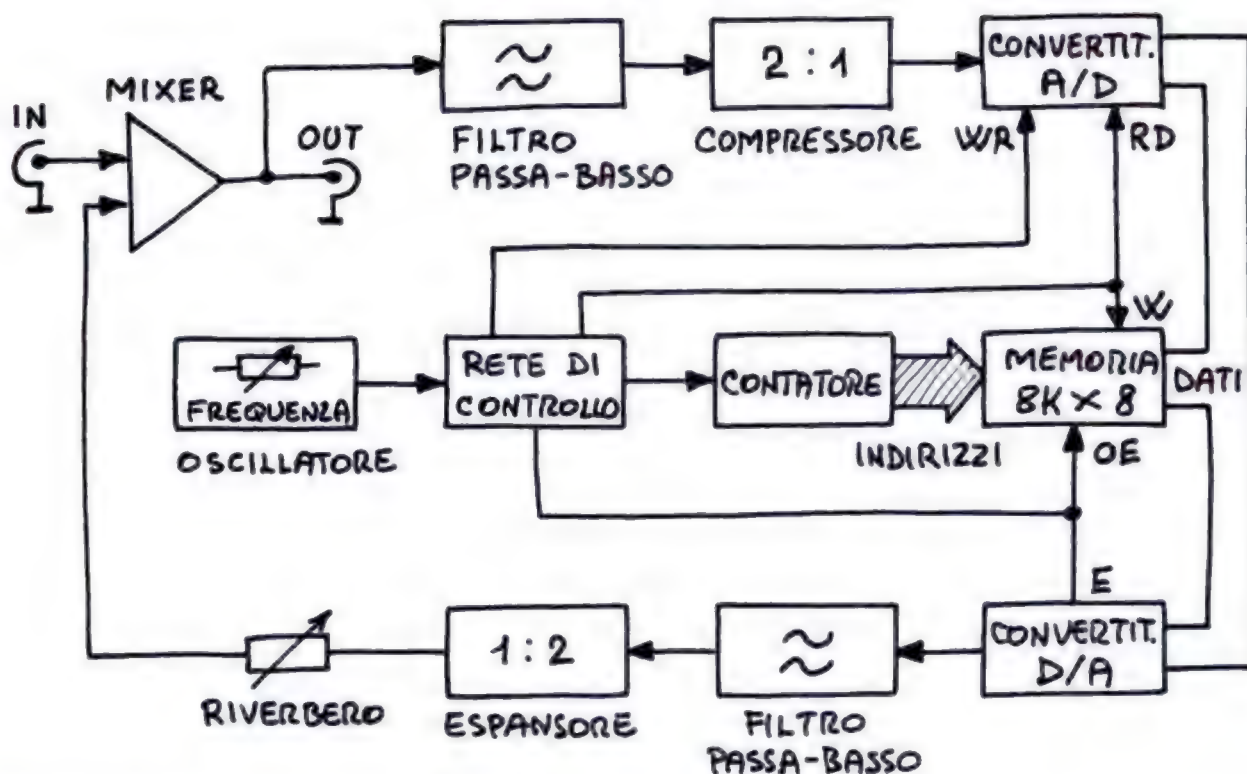 MIXER
IN
OUT
FILTRO
PASSA-BASSO
2:1
COMPRESSORE
CONVERTIT.
A/D
WR
RD
FREQUENZA
OSCILLATORE
RETE DI
CONTROLLO
CONTATORE
INDIRIZZI
W
MEMORIA
8K×8
DATI
OE
RIVERBERO
1:2
ESPANSORE
FILTRO
PASSA-BASSO
E
CONVERTIT.
D/A